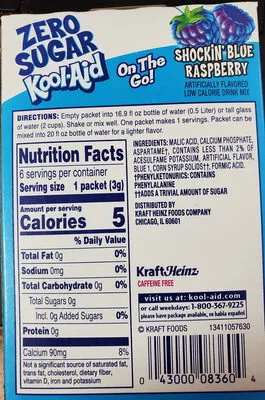 ZERO
SUGAR
Kool-Aid
On The
Go!
SHOCKIN' BLUE
RASPBERRY
ARTIFICIALLY FLAVORED
LOW CALORIE DRINK MIX
DIRECTIONS: Empty packet into 16.9 fl oz bottle of water (0.5 Liter) or tall glass
of water (2 cups). Shake or mix well. One packet makes 1 servings. Packet can be
mixed into 20 fl oz bottle of water for a lighter flavor.
Nutrition Facts
6 servings per container
Serving size 1 packet (3g)
Amount per serving
Calories 5
% Daily Value
Total Fat 0g 0%
Sodium 0mg 0%
Total Carbohydrate 0g 0%
Total Sugars 0g
Incl. 0g Added Sugars 0%
Protein 0g
Calcium 90mg 8%
Not a significant source of saturated fat,
trans fat, cholesterol, dietary fiber,
vitamin D, iron and potassium
INGREDIENTS: MALIC ACID, CALCIUM PHOSPHATE,
ASPARTAME†, CONTAINS LESS THAN 2% OF
ACESULFAME POTASSIUM, ARTIFICIAL FLAVOR,
BLUE 1, CORN SYRUP SOLIDS††, FORMIC ACID.
†PHENYLKETONURICS: CONTAINS
PHENYLALANINE
††ADDS A TRIVIAL AMOUNT OF SUGAR
DISTRIBUTED BY
KRAFT HEINZ FOODS COMPANY
CHICAGO, IL 60601
KraftHeinz
CAFFEINE FREE
visit us at: kool-aid.com
or call weekdays: 1-800-367-9225
please have package available, se habla español
© KRAFT FOODS 13411057630
0 43000 08360 4